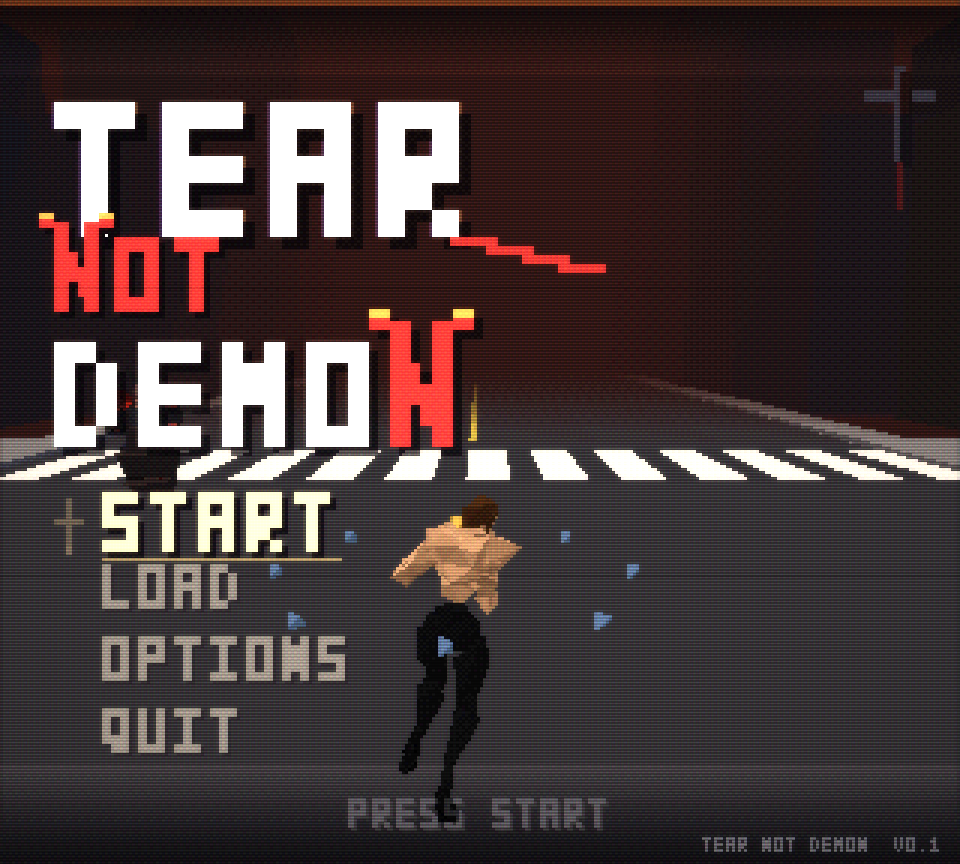 TEAR
NOT
DEMON
START
LOAD
OPTIONS
QUIT
PRESS START
TEAR NOT DEMON V0.1